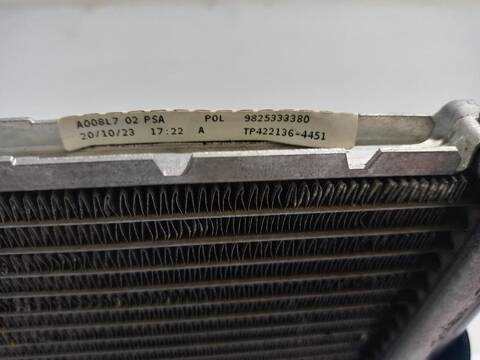 A008L7 02 PSA POL 9825333380
20/10/23 17:22 A TP422136-4451